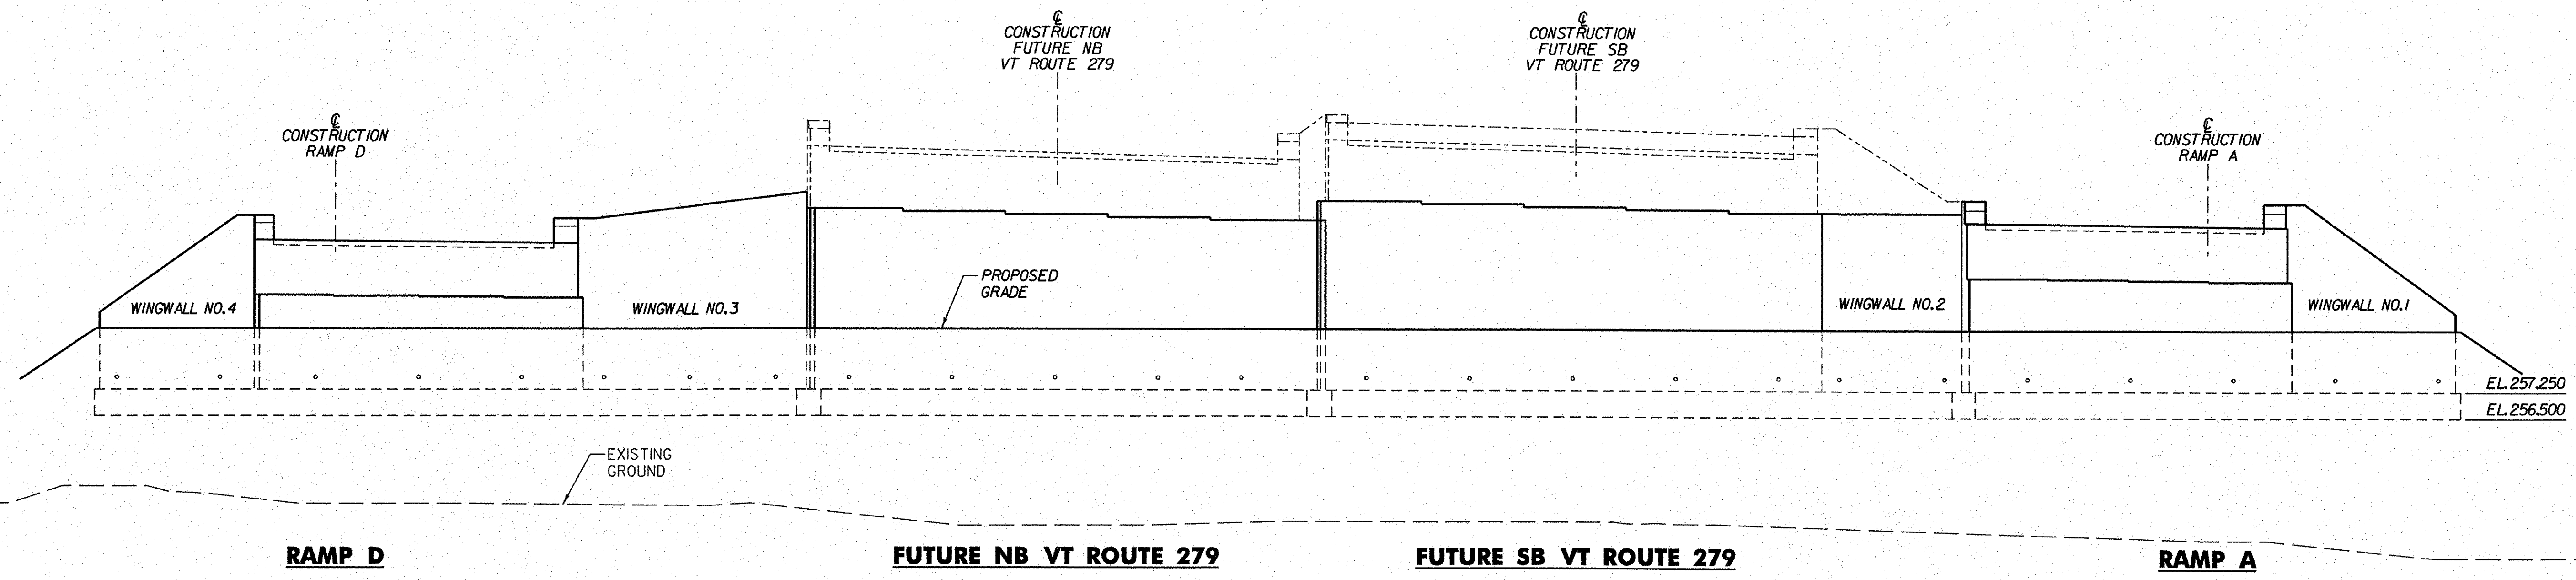 ℄
CONSTRUCTION
FUTURE NB
VT ROUTE 279
℄
CONSTRUCTION
FUTURE SB
VT ROUTE 279
℄
CONSTRUCTION
RAMP D
℄
CONSTRUCTION
RAMP A
PROPOSED
GRADE
WINGWALL NO.4
WINGWALL NO.3
WINGWALL NO.2
WINGWALL NO.1
EL.257.250
EL.256.500
EXISTING
GROUND
RAMP D
FUTURE NB VT ROUTE 279
FUTURE SB VT ROUTE 279
RAMP A